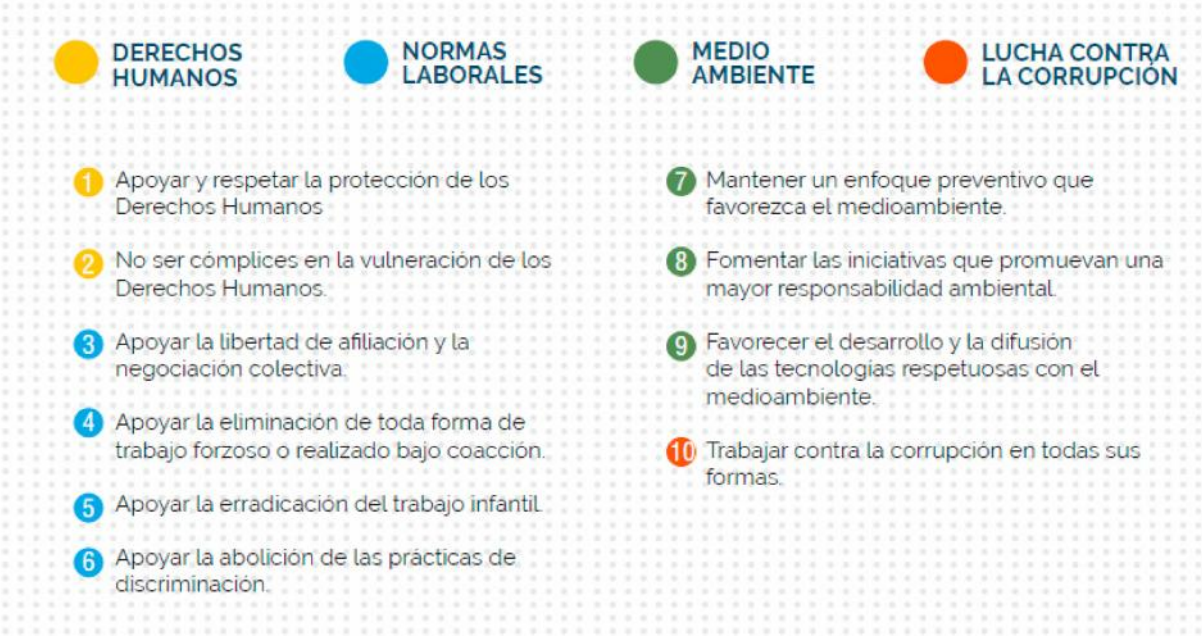 DERECHOS
HUMANOS
NORMAS
LABORALES
MEDIO
AMBIENTE
LUCHA CONTRA
LA CORRUPCIÓN
1 Apoyar y respetar la protección de los
Derechos Humanos
2 No ser cómplices en la vulneración de los
Derechos Humanos.
3 Apoyar la libertad de afiliación y la
negociación colectiva.
4 Apoyar la eliminación de toda forma de
trabajo forzoso o realizado bajo coacción.
5 Apoyar la erradicación del trabajo infantil.
6 Apoyar la abolición de las prácticas de
discriminación.
7 Mantener un enfoque preventivo que
favorezca el medioambiente.
8 Fomentar las iniciativas que promuevan una
mayor responsabilidad ambiental.
9 Favorecer el desarrollo y la difusión
de las tecnologías respetuosas con el
medioambiente.
10 Trabajar contra la corrupción en todas sus
formas.